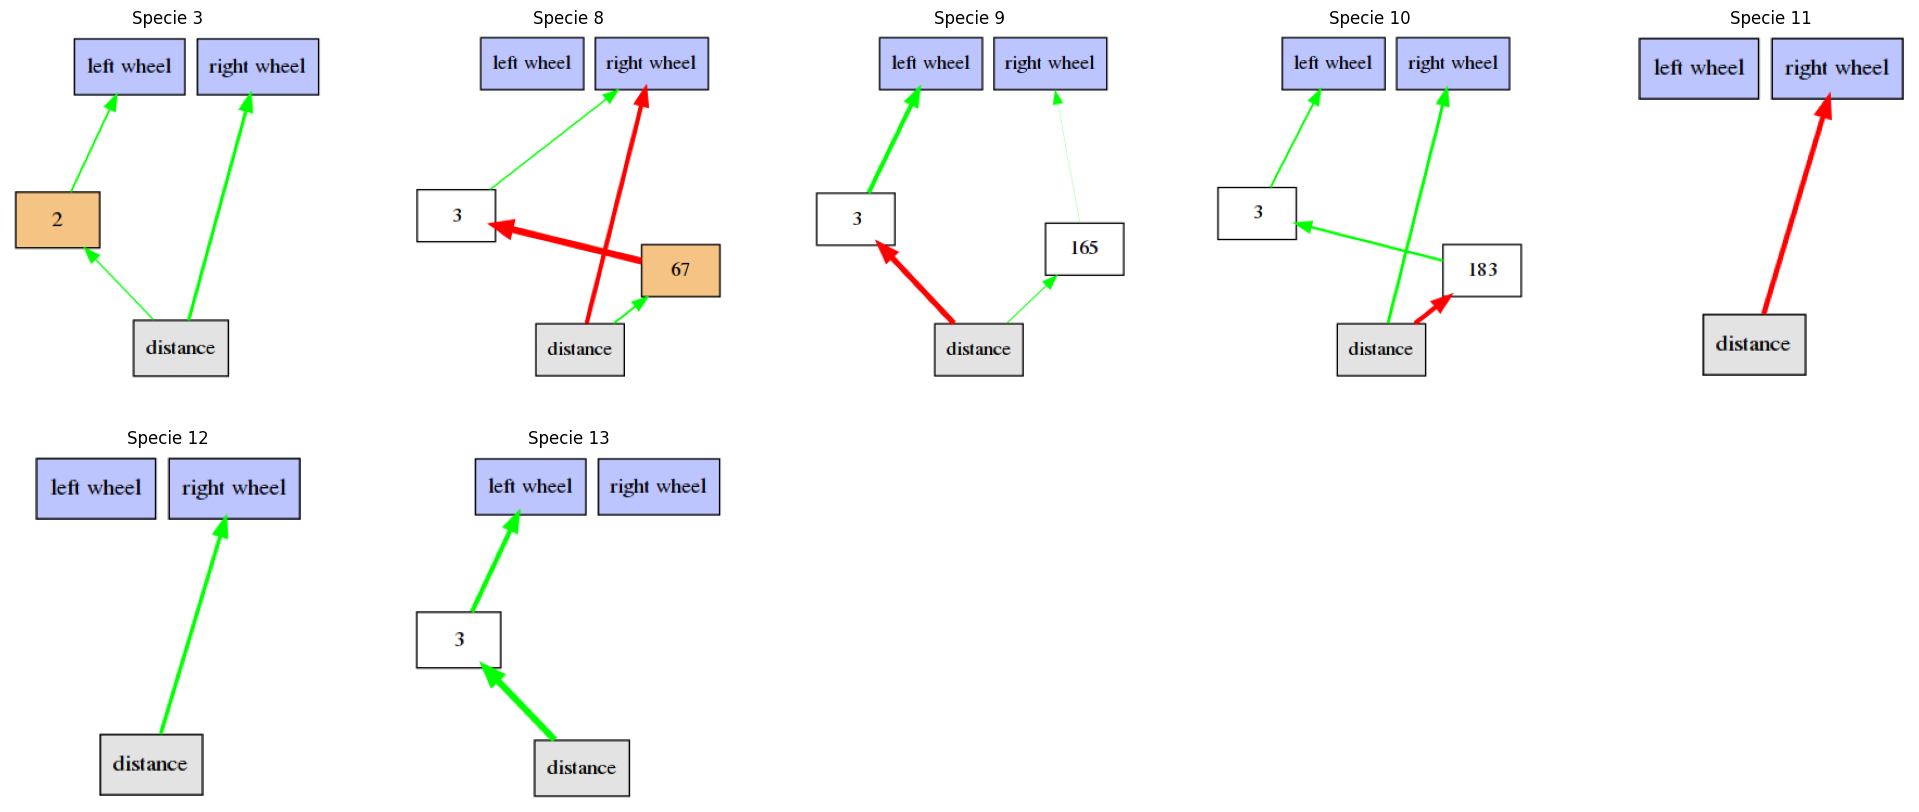 Specie 3
left wheel
right wheel
2
distance
Specie 8
left wheel
right wheel
3
67
distance
Specie 9
left wheel
right wheel
3
165
distance
Specie 10
left wheel
right wheel
3
183
distance
Specie 11
left wheel
right wheel
distance
Specie 12
left wheel
right wheel
distance
Specie 13
left wheel
right wheel
3
distance